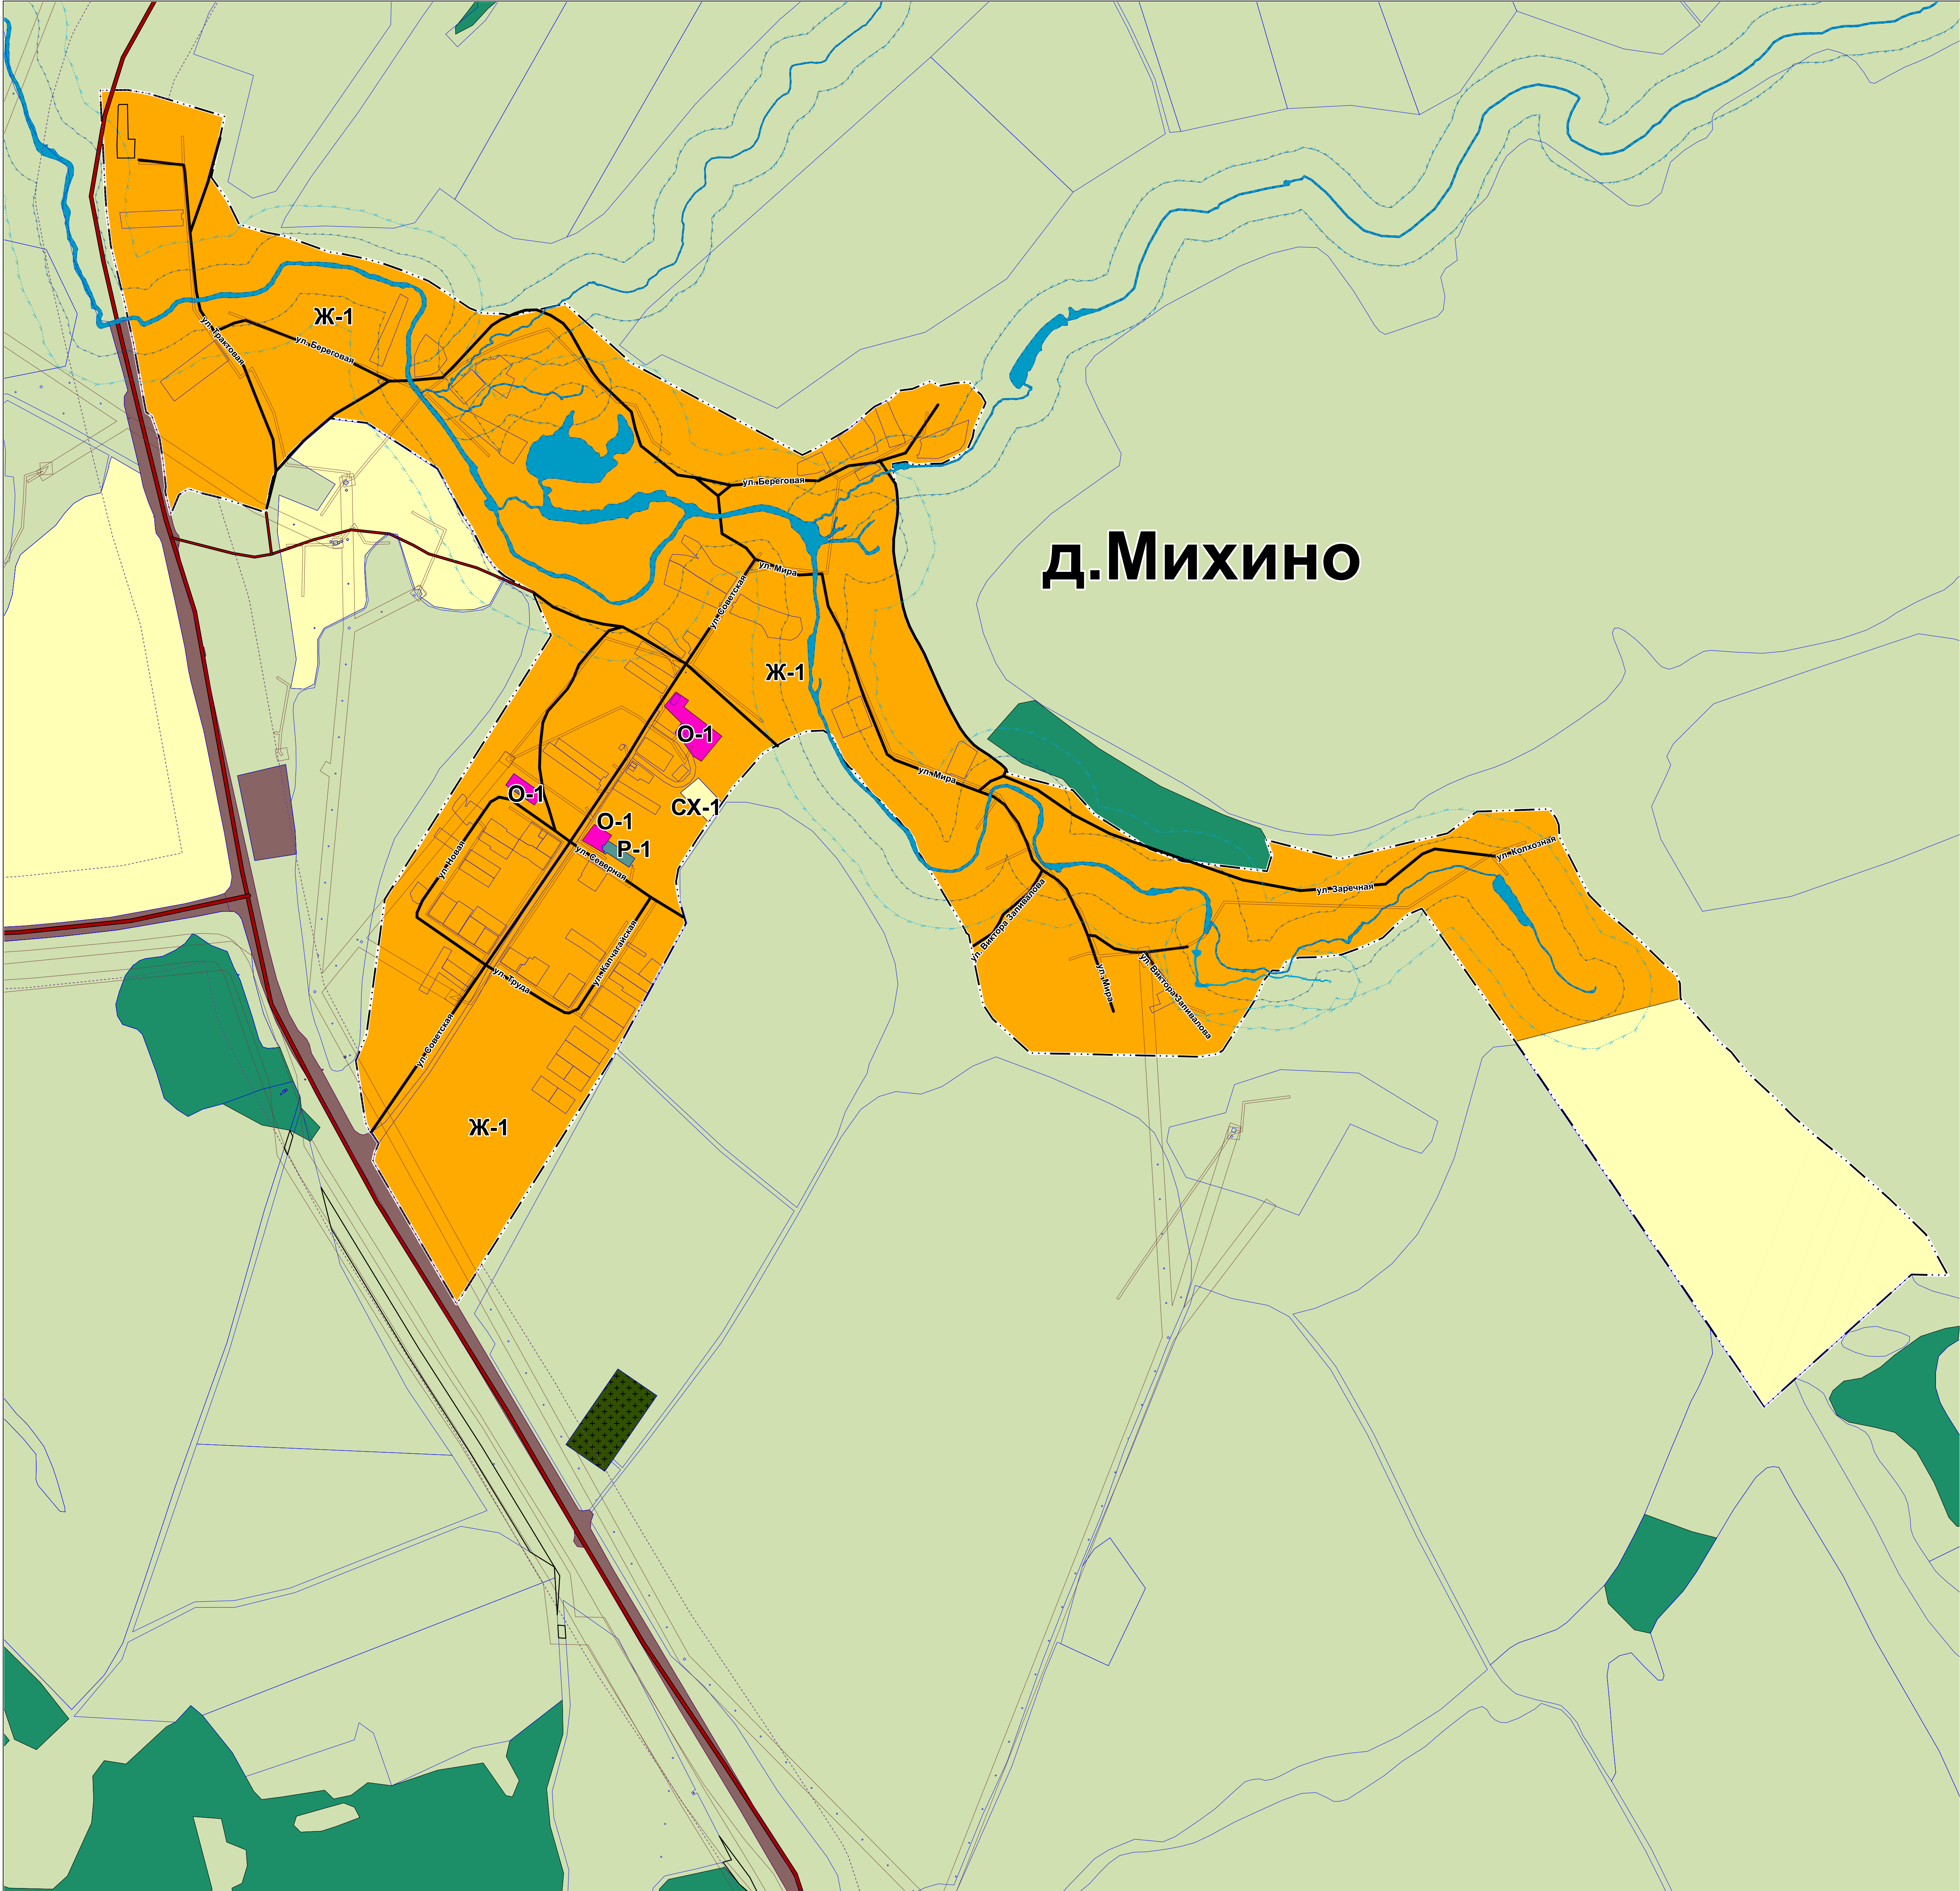 Ж-1
ул. Трактовая
ул. Береговая
ул. Береговая
д.Михино
ул. Мира
ул. Советская
Ж-1
О-1
О-1
СХ-1
О-1
Р-1
ул. Северная
ул. Новая
ул. Мира
ул. Колхозная
ул. Заречная
ул. Виктора Заливалова
ул. Капчагайская
ул. Труда
ул. Мира
ул. Виктора Заливалова
ул. Советская
Ж-1